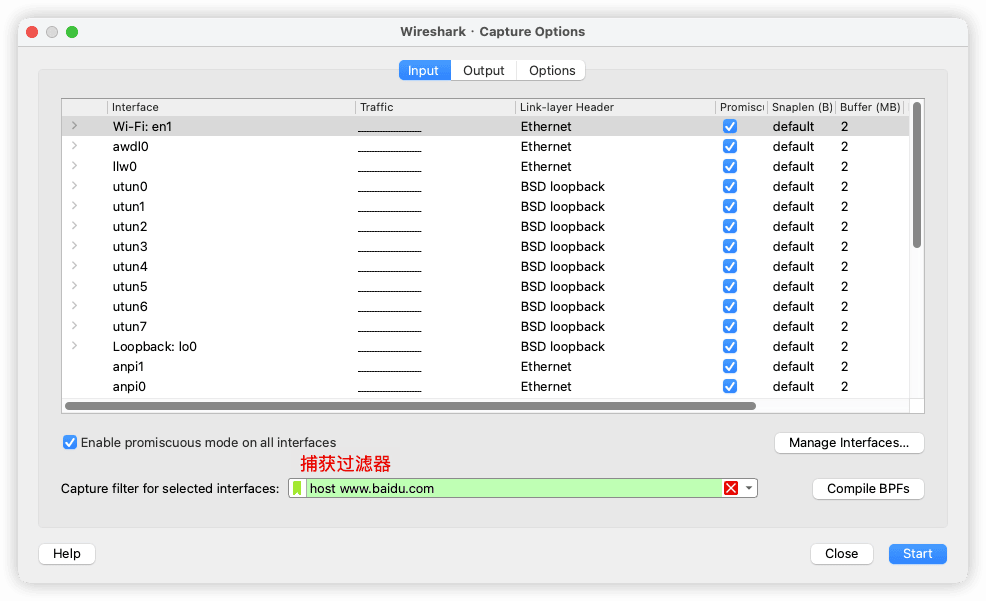 Wireshark · Capture Options
Input Output Options
Interface Traffic Link-layer Header Promisc Snaplen (B) Buffer (MB)
Wi-Fi: en1 Ethernet default 2
awdl0 Ethernet default 2
llw0 Ethernet default 2
utun0 BSD loopback default 2
utun1 BSD loopback default 2
utun2 BSD loopback default 2
utun3 BSD loopback default 2
utun4 BSD loopback default 2
utun5 BSD loopback default 2
utun6 BSD loopback default 2
utun7 BSD loopback default 2
Loopback: lo0 BSD loopback default 2
anpi1 Ethernet default 2
anpi0 Ethernet default 2
Enable promiscuous mode on all interfaces Manage Interfaces...
捕获过滤器
Capture filter for selected interfaces: host www.baidu.com Compile BPFs
Help Close Start